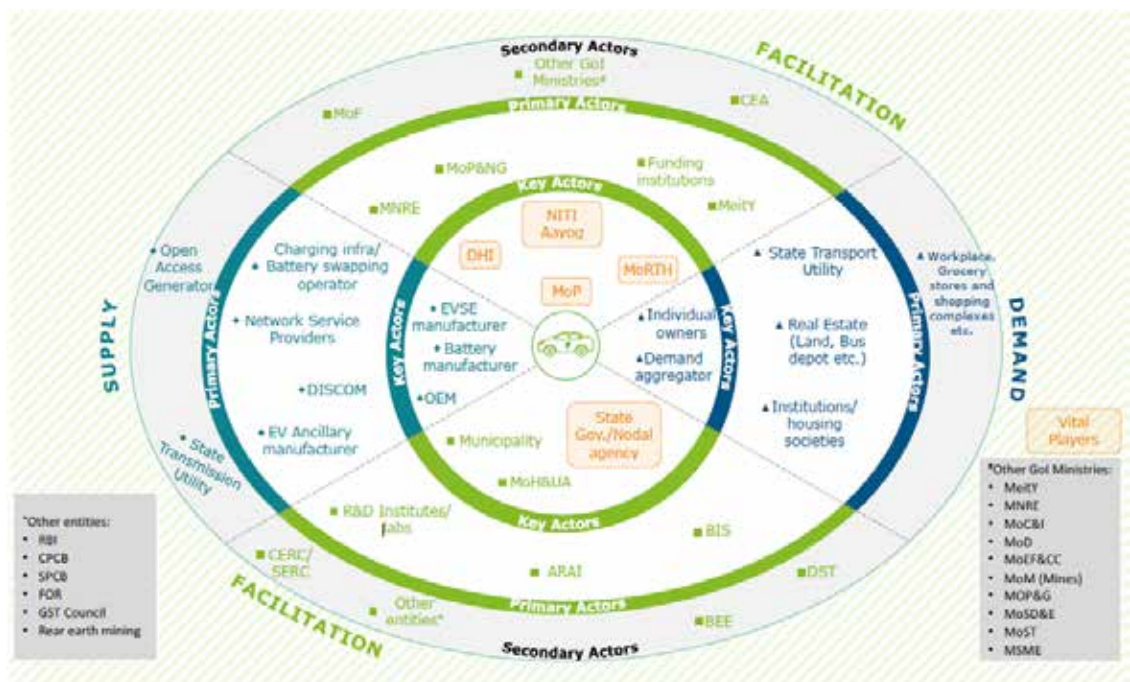 Secondary Actors
Other GoI
Ministries#
FACILITATION
MoF
CEA
Primary Actors
MoP&NG
Funding
institutions
Key Actors
MNRE
MeitY
NITI
Aayog
DHI
MoRTH
MoP
Open
Access
Generator
Charging infra/
Battery swapping
operator
State Transport
Utility
Workplace,
Grocery
stores and
shopping
complexes
etc.
SUPPLY
Primary Actors
Network Service
Providers
Key Actors
EVSE
manufacturer
Battery
manufacturer
OEM
Individual
owners
Demand
aggregator
Key Actors
Real Estate
(Land, Bus
depot etc.)
Primary Actors
DEMAND
DISCOM
EV Ancillary
manufacturer
Institutions/
housing
societies
State
Transmission
Utility
Municipality
State
Gov./Nodal
agency
MoH&UA
Key Actors
Vital
Players
R&D Institutes/
labs
BIS
CERC/
SERC
ARAI
DST
FACILITATION
Other
entities*
Primary Actors
BEE
Secondary Actors
"Other entities:
• RBI
• CPCB
• SPCB
• FOR
• GST Council
• Rear earth mining
#Other GoI Ministries:
• MeitY
• MNRE
• MoC&I
• MoD
• MoEF&CC
• MoM (Mines)
• MOP&G
• MoSD&E
• MoST
• MSME